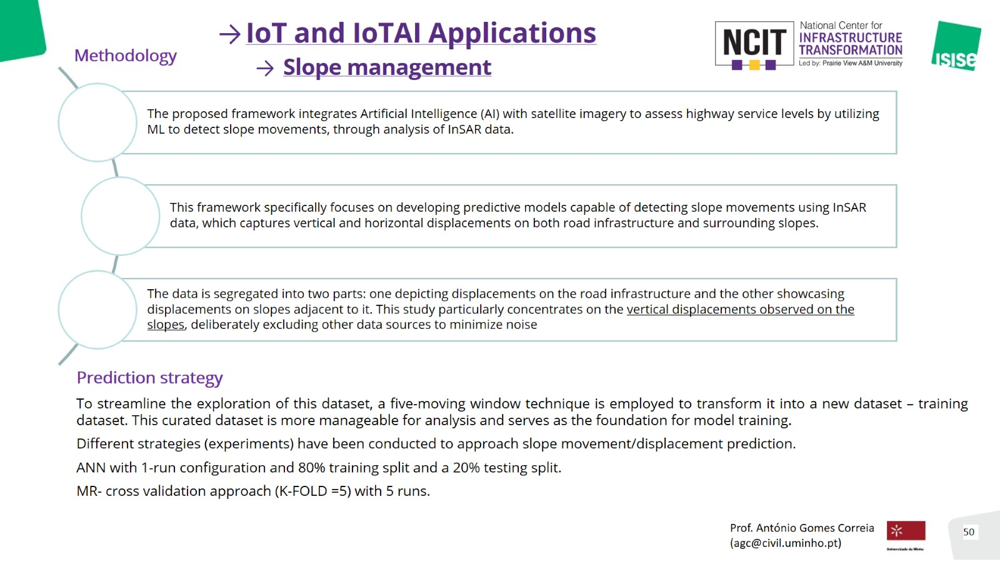 → IoT and IoTAI Applications
→ Slope management
Methodology
NCIT
National Center for
INFRASTRUCTURE
TRANSFORMATION
Led by: Prairie View A&M University
ISISE
The proposed framework integrates Artificial Intelligence (AI) with satellite imagery to assess highway service levels by utilizing
ML to detect slope movements, through analysis of InSAR data.
This framework specifically focuses on developing predictive models capable of detecting slope movements using InSAR
data, which captures vertical and horizontal displacements on both road infrastructure and surrounding slopes.
The data is segregated into two parts: one depicting displacements on the road infrastructure and the other showcasing
displacements on slopes adjacent to it. This study particularly concentrates on the vertical displacements observed on the
slopes, deliberately excluding other data sources to minimize noise
Prediction strategy
To streamline the exploration of this dataset, a five-moving window technique is employed to transform it into a new dataset – training
dataset. This curated dataset is more manageable for analysis and serves as the foundation for model training.
Different strategies (experiments) have been conducted to approach slope movement/displacement prediction.
ANN with 1-run configuration and 80% training split and a 20% testing split.
MR- cross validation approach (K-FOLD =5) with 5 runs.
Prof. António Gomes Correia
(agc@civil.uminho.pt)
Universidade do Minho
50